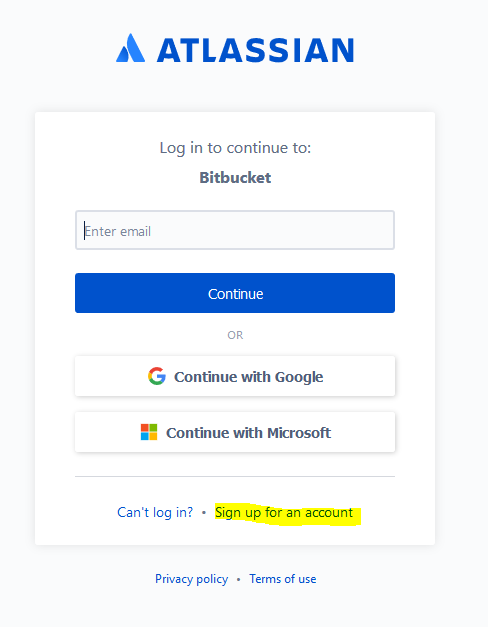 ATLASSIAN
Log in to continue to:
Bitbucket
Enter email
Continue
OR
Continue with Google
Continue with Microsoft
Can't log in? • Sign up for an account
Privacy policy • Terms of use